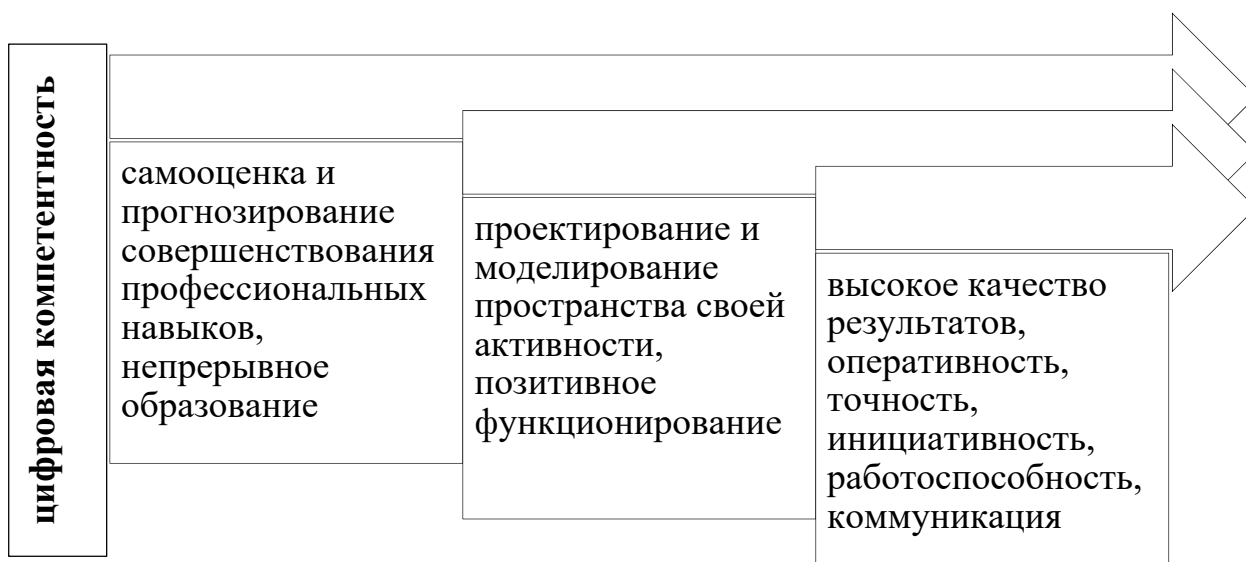 цифровая компетентность
самооценка и
прогнозирование
совершенствования
профессиональных
навыков,
непрерывное
образование
проектирование и
моделирование
пространства своей
активности,
позитивное
функционирование
высокое качество
результатов,
оперативность,
точность,
инициативность,
работоспособность,
коммуникация